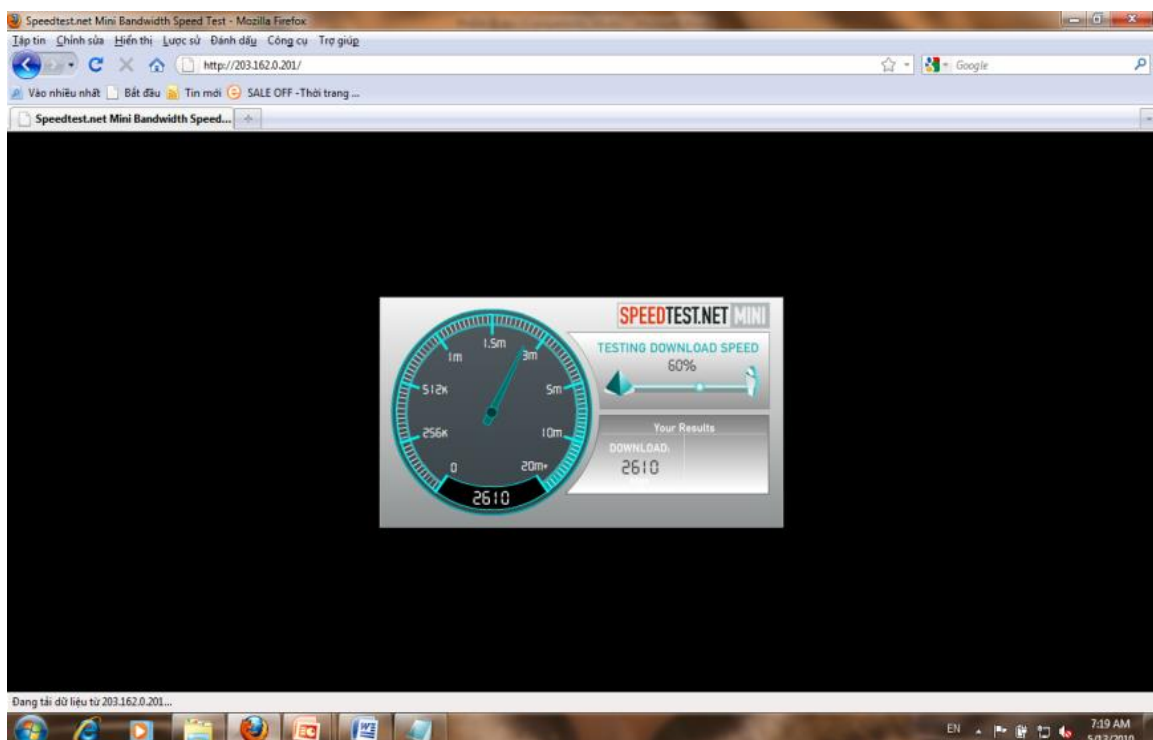 Speedtest.net Mini Bandwidth Speed Test - Mozilla Firefox
Tập tin Chỉnh sửa Hiển thị Lược sử Đánh dấu Công cụ Trợ giúp
http://203.162.0.201/
Google
Vào nhiều nhất Bắt đầu Tin mới SALE OFF -Thời trang ...
Speedtest.net Mini Bandwidth Speed...
SPEEDTEST.NET MINI
TESTING DOWNLOAD SPEED
60%
1.5m
1m
3m
512K
5m
256K
10m
0
20m+
2610
Your Results
DOWNLOAD:
2610
Đang tải dữ liệu từ 203.162.0.201...
EN
7:19 AM
5/13/2010